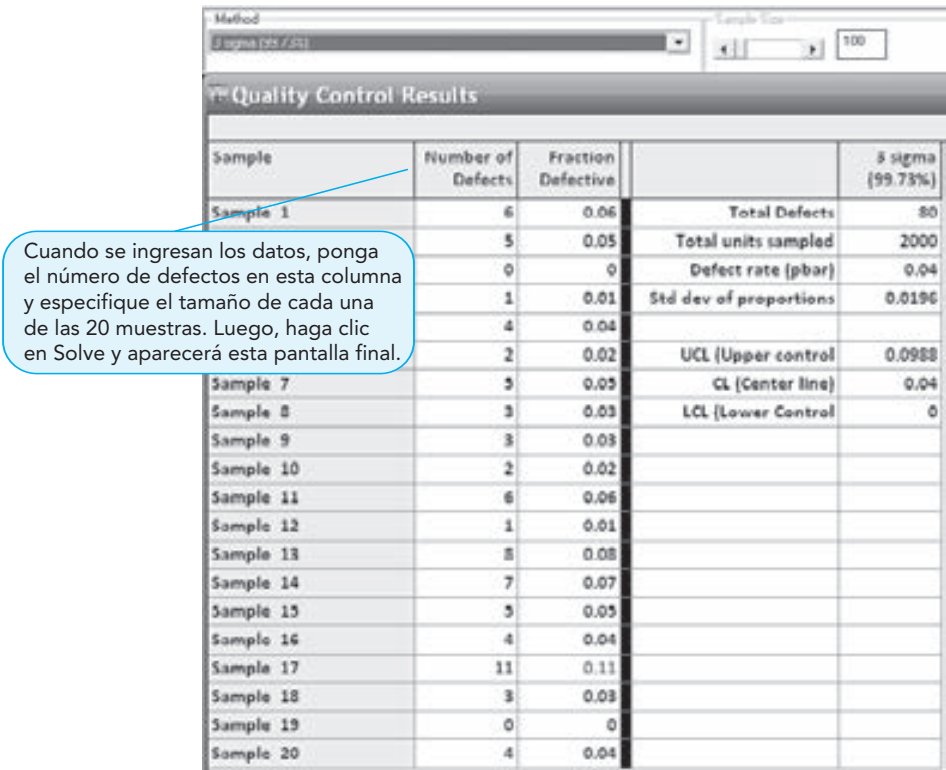 Method
Sample Size
3 sigma (99.73%)
100
Quality Control Results
Sample Number of Defects Fraction Defective 3 sigma (99.73%)
Sample 1 6 0.06 Total Defects 80
5 0.05 Total units sampled 2000
0 0 Defect rate (pbar) 0.04
1 0.01 Std dev of proportions 0.0196
4 0.04
2 0.02 UCL (Upper control 0.0988
Sample 7 5 0.05 CL (Center line) 0.04
Sample 8 3 0.03 LCL (Lower Control 0
Sample 9 3 0.03
Sample 10 2 0.02
Sample 11 6 0.06
Sample 12 1 0.01
Sample 13 8 0.08
Sample 14 7 0.07
Sample 15 5 0.05
Sample 16 4 0.04
Sample 17 11 0.11
Sample 18 3 0.03
Sample 19 0 0
Sample 20 4 0.04
Cuando se ingresan los datos, ponga
el número de defectos en esta columna
y especifique el tamaño de cada una
de las 20 muestras. Luego, haga clic
en Solve y aparecerá esta pantalla final.